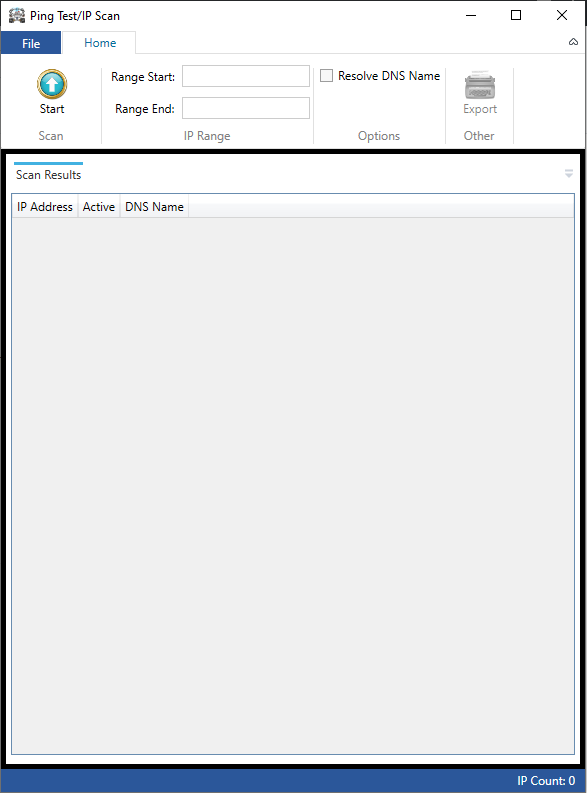 Ping Test/IP Scan
File Home
Range Start: Resolve DNS Name
Start Range End: Export
Scan IP Range Options Other
Scan Results
IP Address Active DNS Name
IP Count: 0